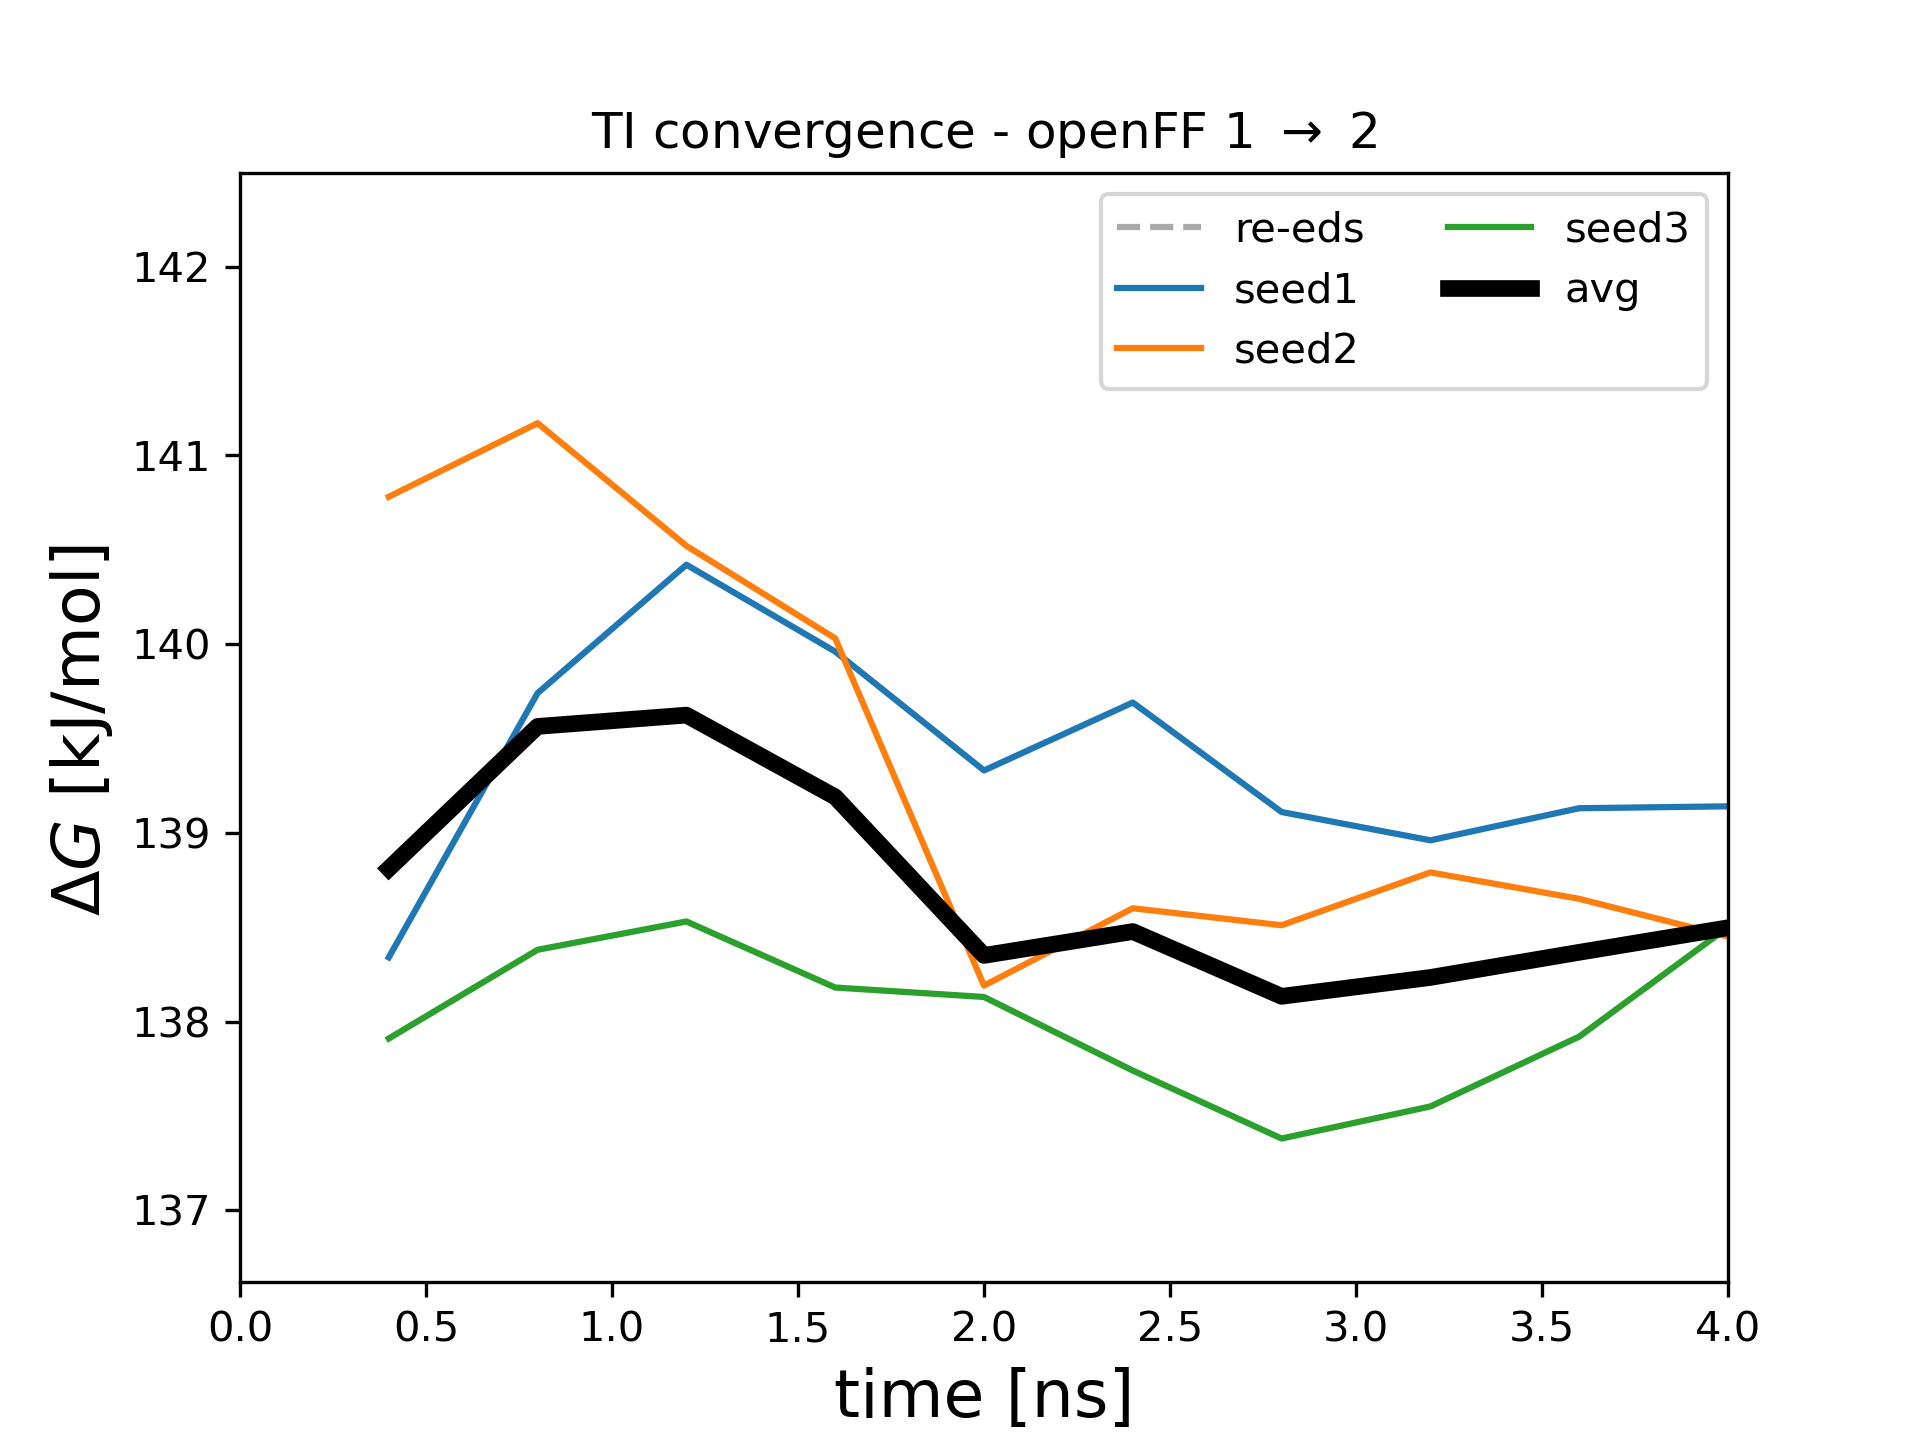 TI convergence - openFF 1 → 2
re-eds
seed1
seed2
seed3
avg
ΔG [kJ/mol]
142
141
140
139
138
137
0.0 0.5 1.0 1.5 2.0 2.5 3.0 3.5 4.0
time [ns]